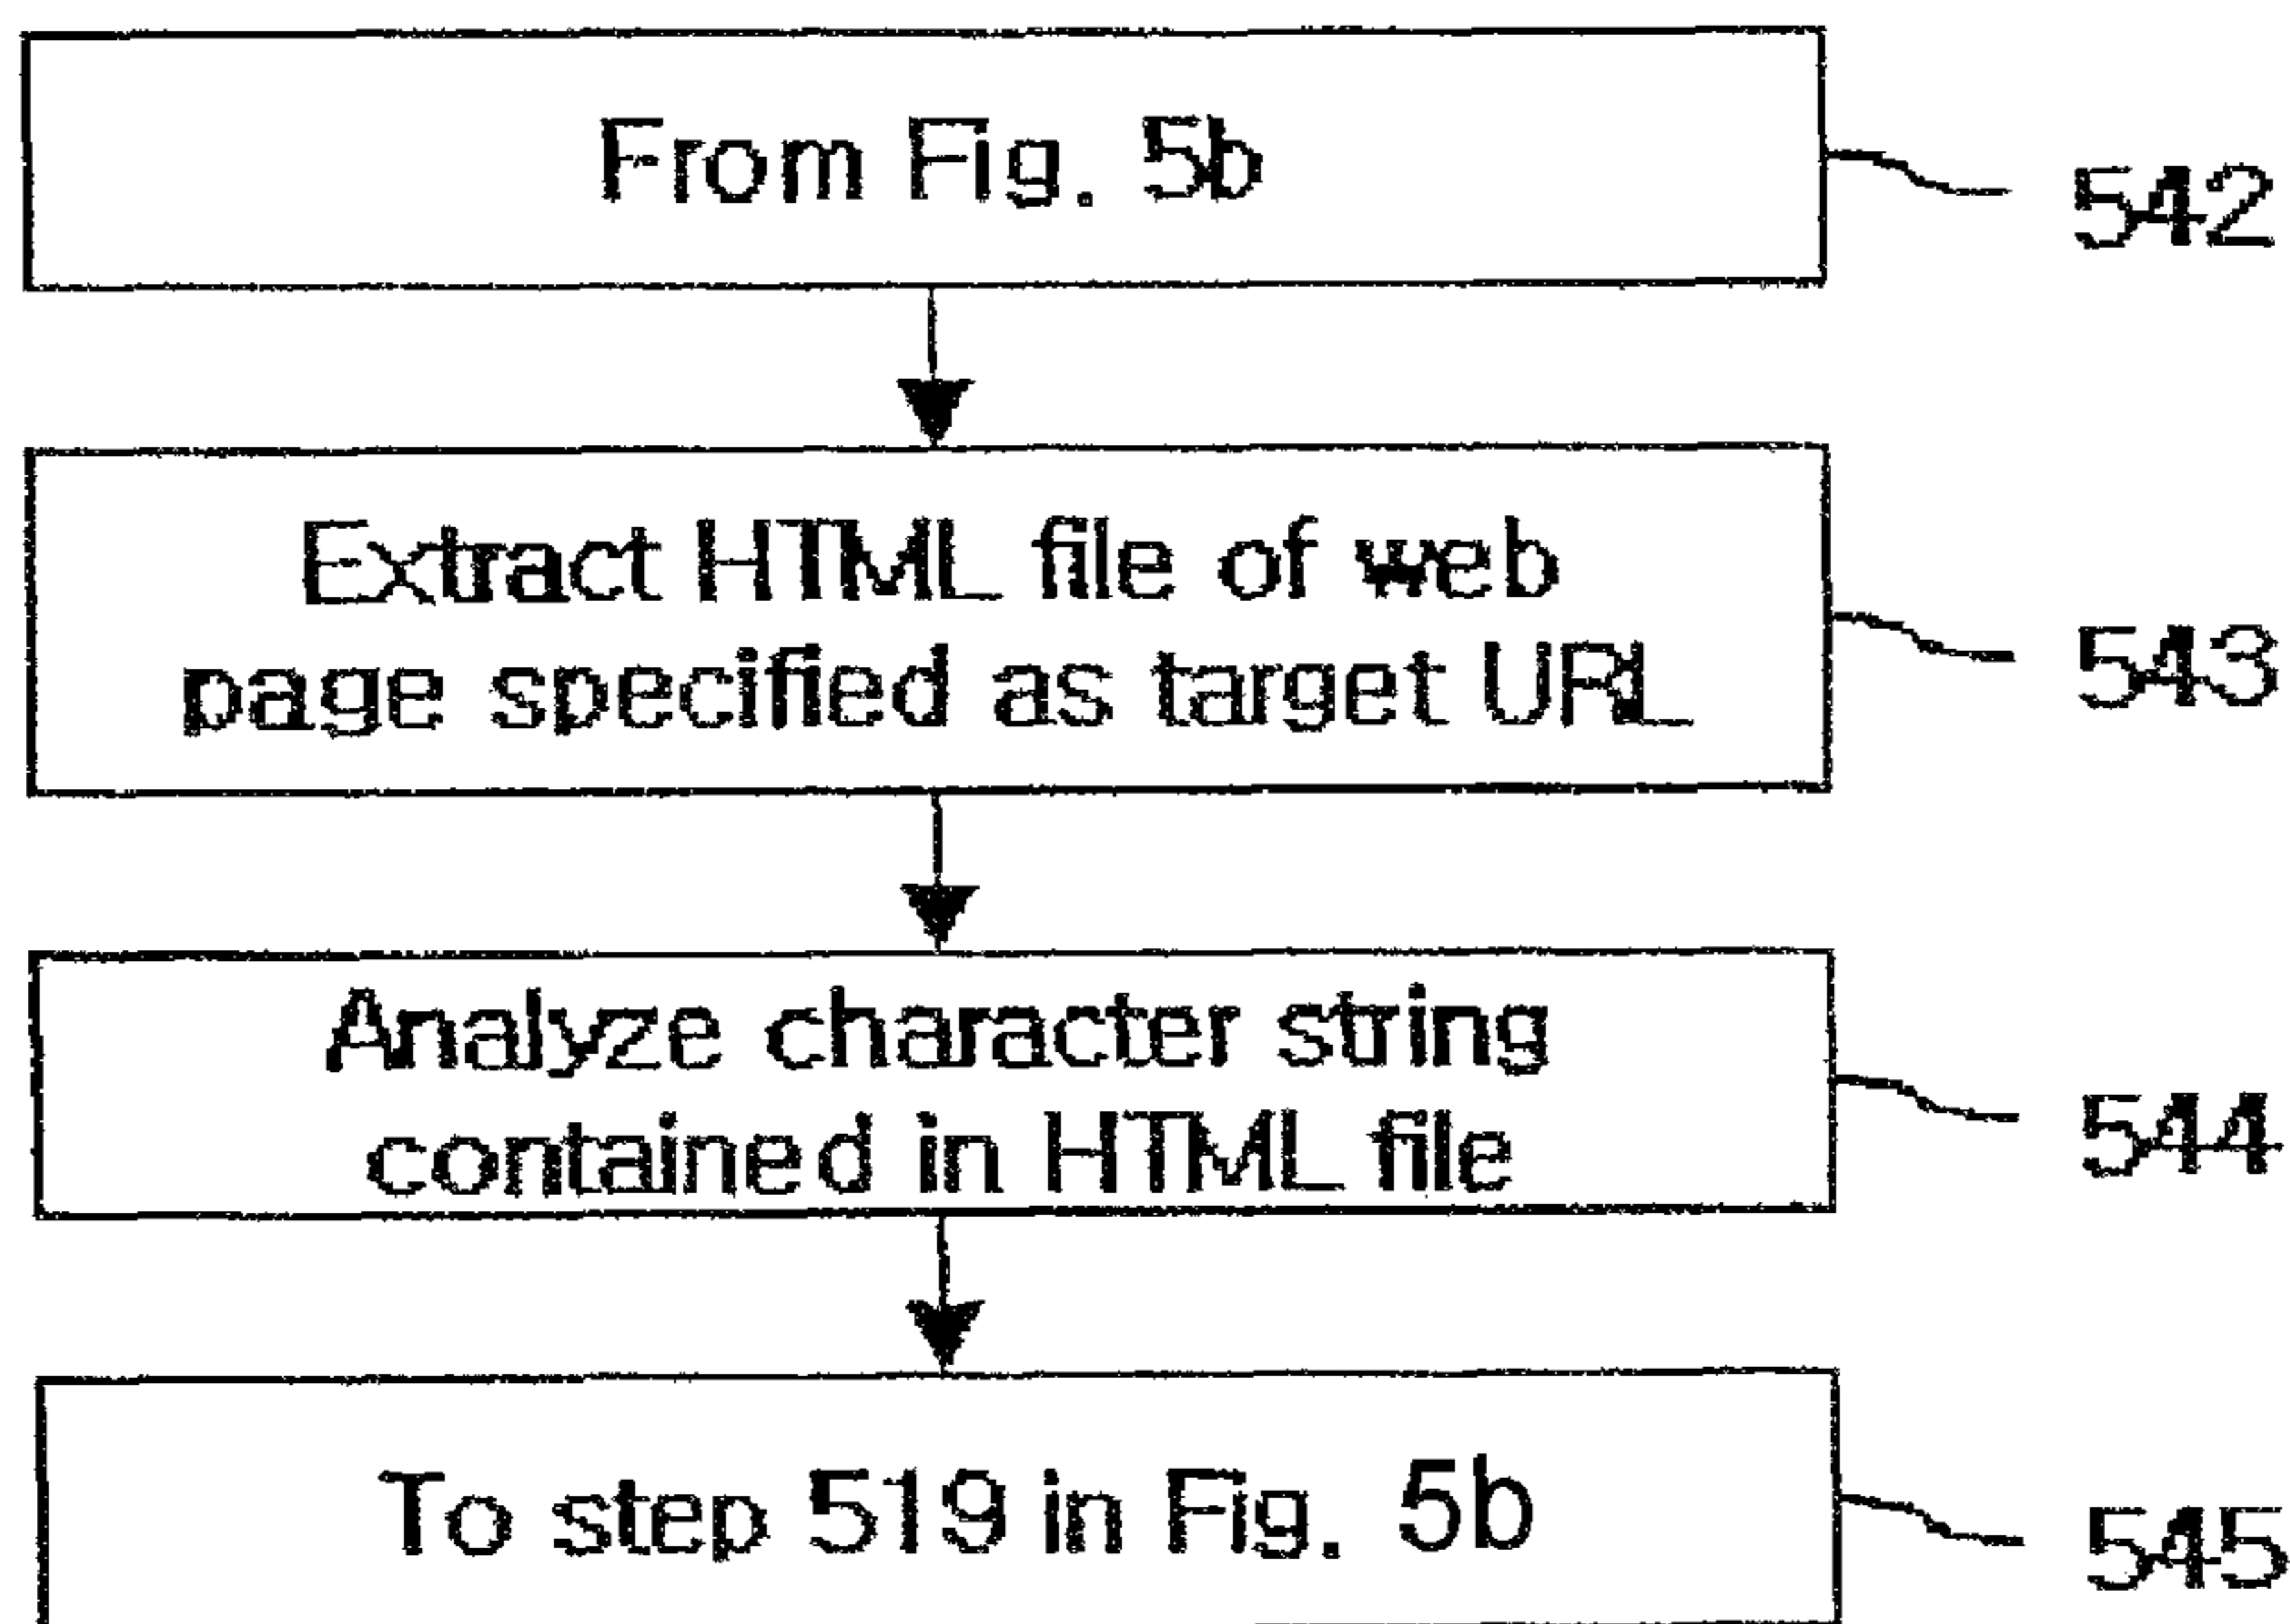 From Fig. 5b
542
Extract HTML file of web
page specified as target URL
543
Analyze character string
contained in HTML file
544
To step 519 in Fig. 5b
545